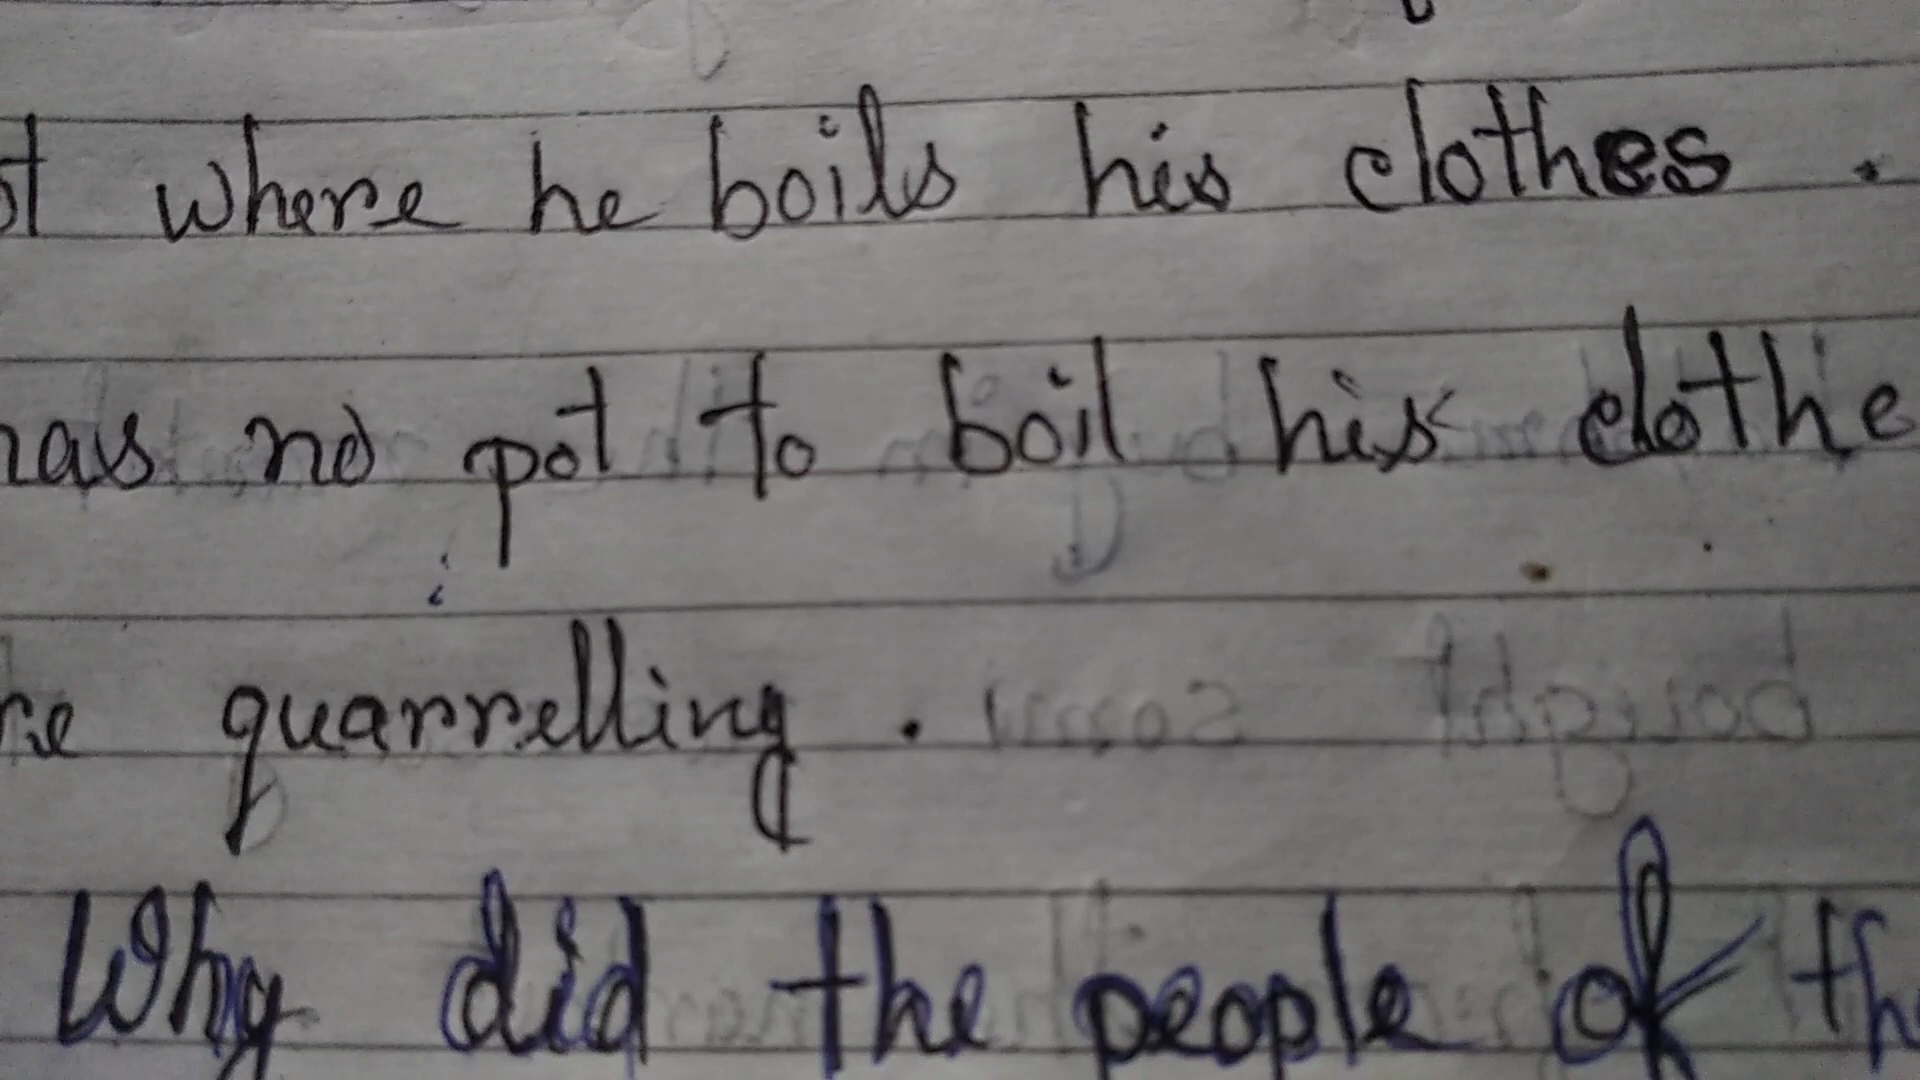 where he boils his clothes.
has no pot to boil his clothe
quarrelling.
Why did the people of